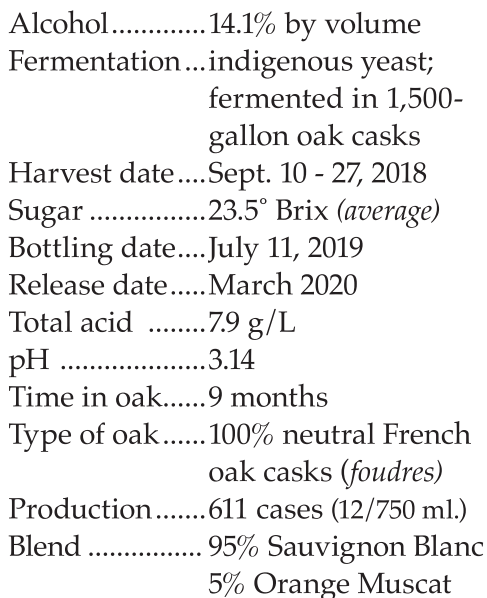 Alcohol.............14.1% by volume
Fermentation...indigenous yeast;
fermented in 1,500-
gallon oak casks
Harvest date....Sept. 10 - 27, 2018
Sugar ................23.5° Brix (average)
Bottling date....July 11, 2019
Release date.....March 2020
Total acid ........7.9 g/L
pH ....................3.14
Time in oak......9 months
Type of oak......100% neutral French
oak casks (foudres)
Production.......611 cases (12/750 ml.)
Blend ................ 95% Sauvignon Blanc
5% Orange Muscat